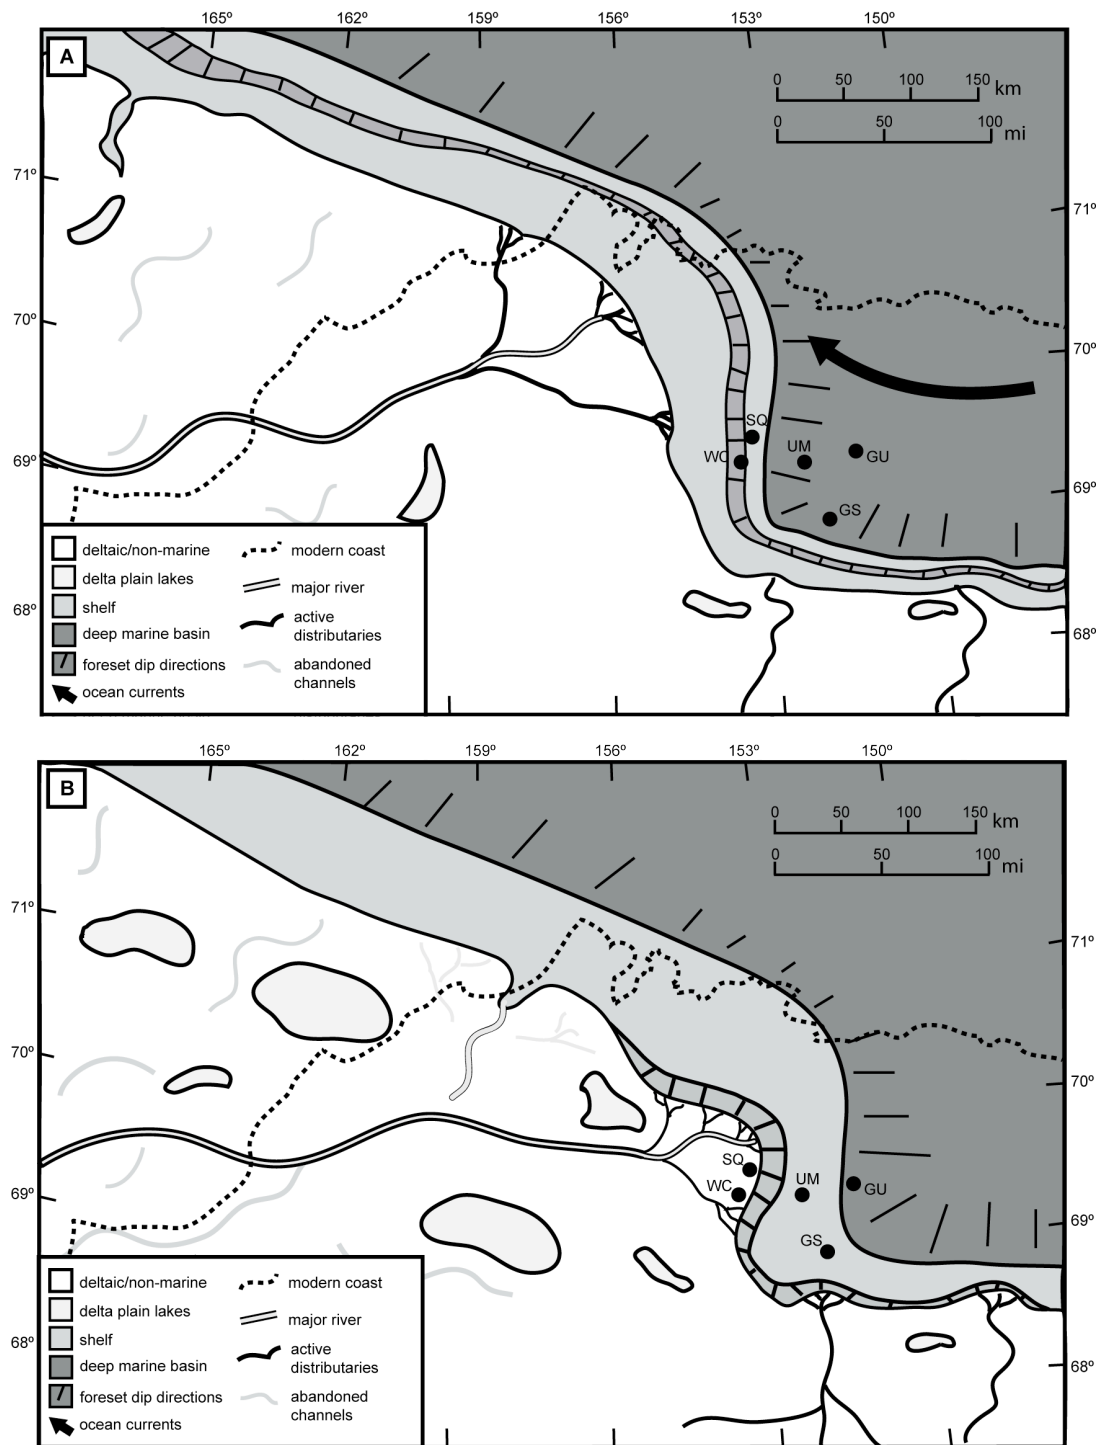 165º 162º 159º 156º 153º 150º
A
0 50 100 150 km
0 50 100 mi
71º
71º
70º
70º
SQ
WC UM GU
69º
69º
GS
deltaic/non-marine
delta plain lakes
shelf
deep marine basin
foreset dip directions
ocean currents
modern coast
major river
active
distributaries
abandoned
channels
68º
68º
165º 162º 159º 156º 153º 150º
B
0 50 100 150 km
0 50 100 mi
71º
71º
70º
70º
SQ
WC UM GU
69º
69º
GS
deltaic/non-marine
delta plain lakes
shelf
deep marine basin
foreset dip directions
ocean currents
modern coast
major river
active
distributaries
abandoned
channels
68º
68º